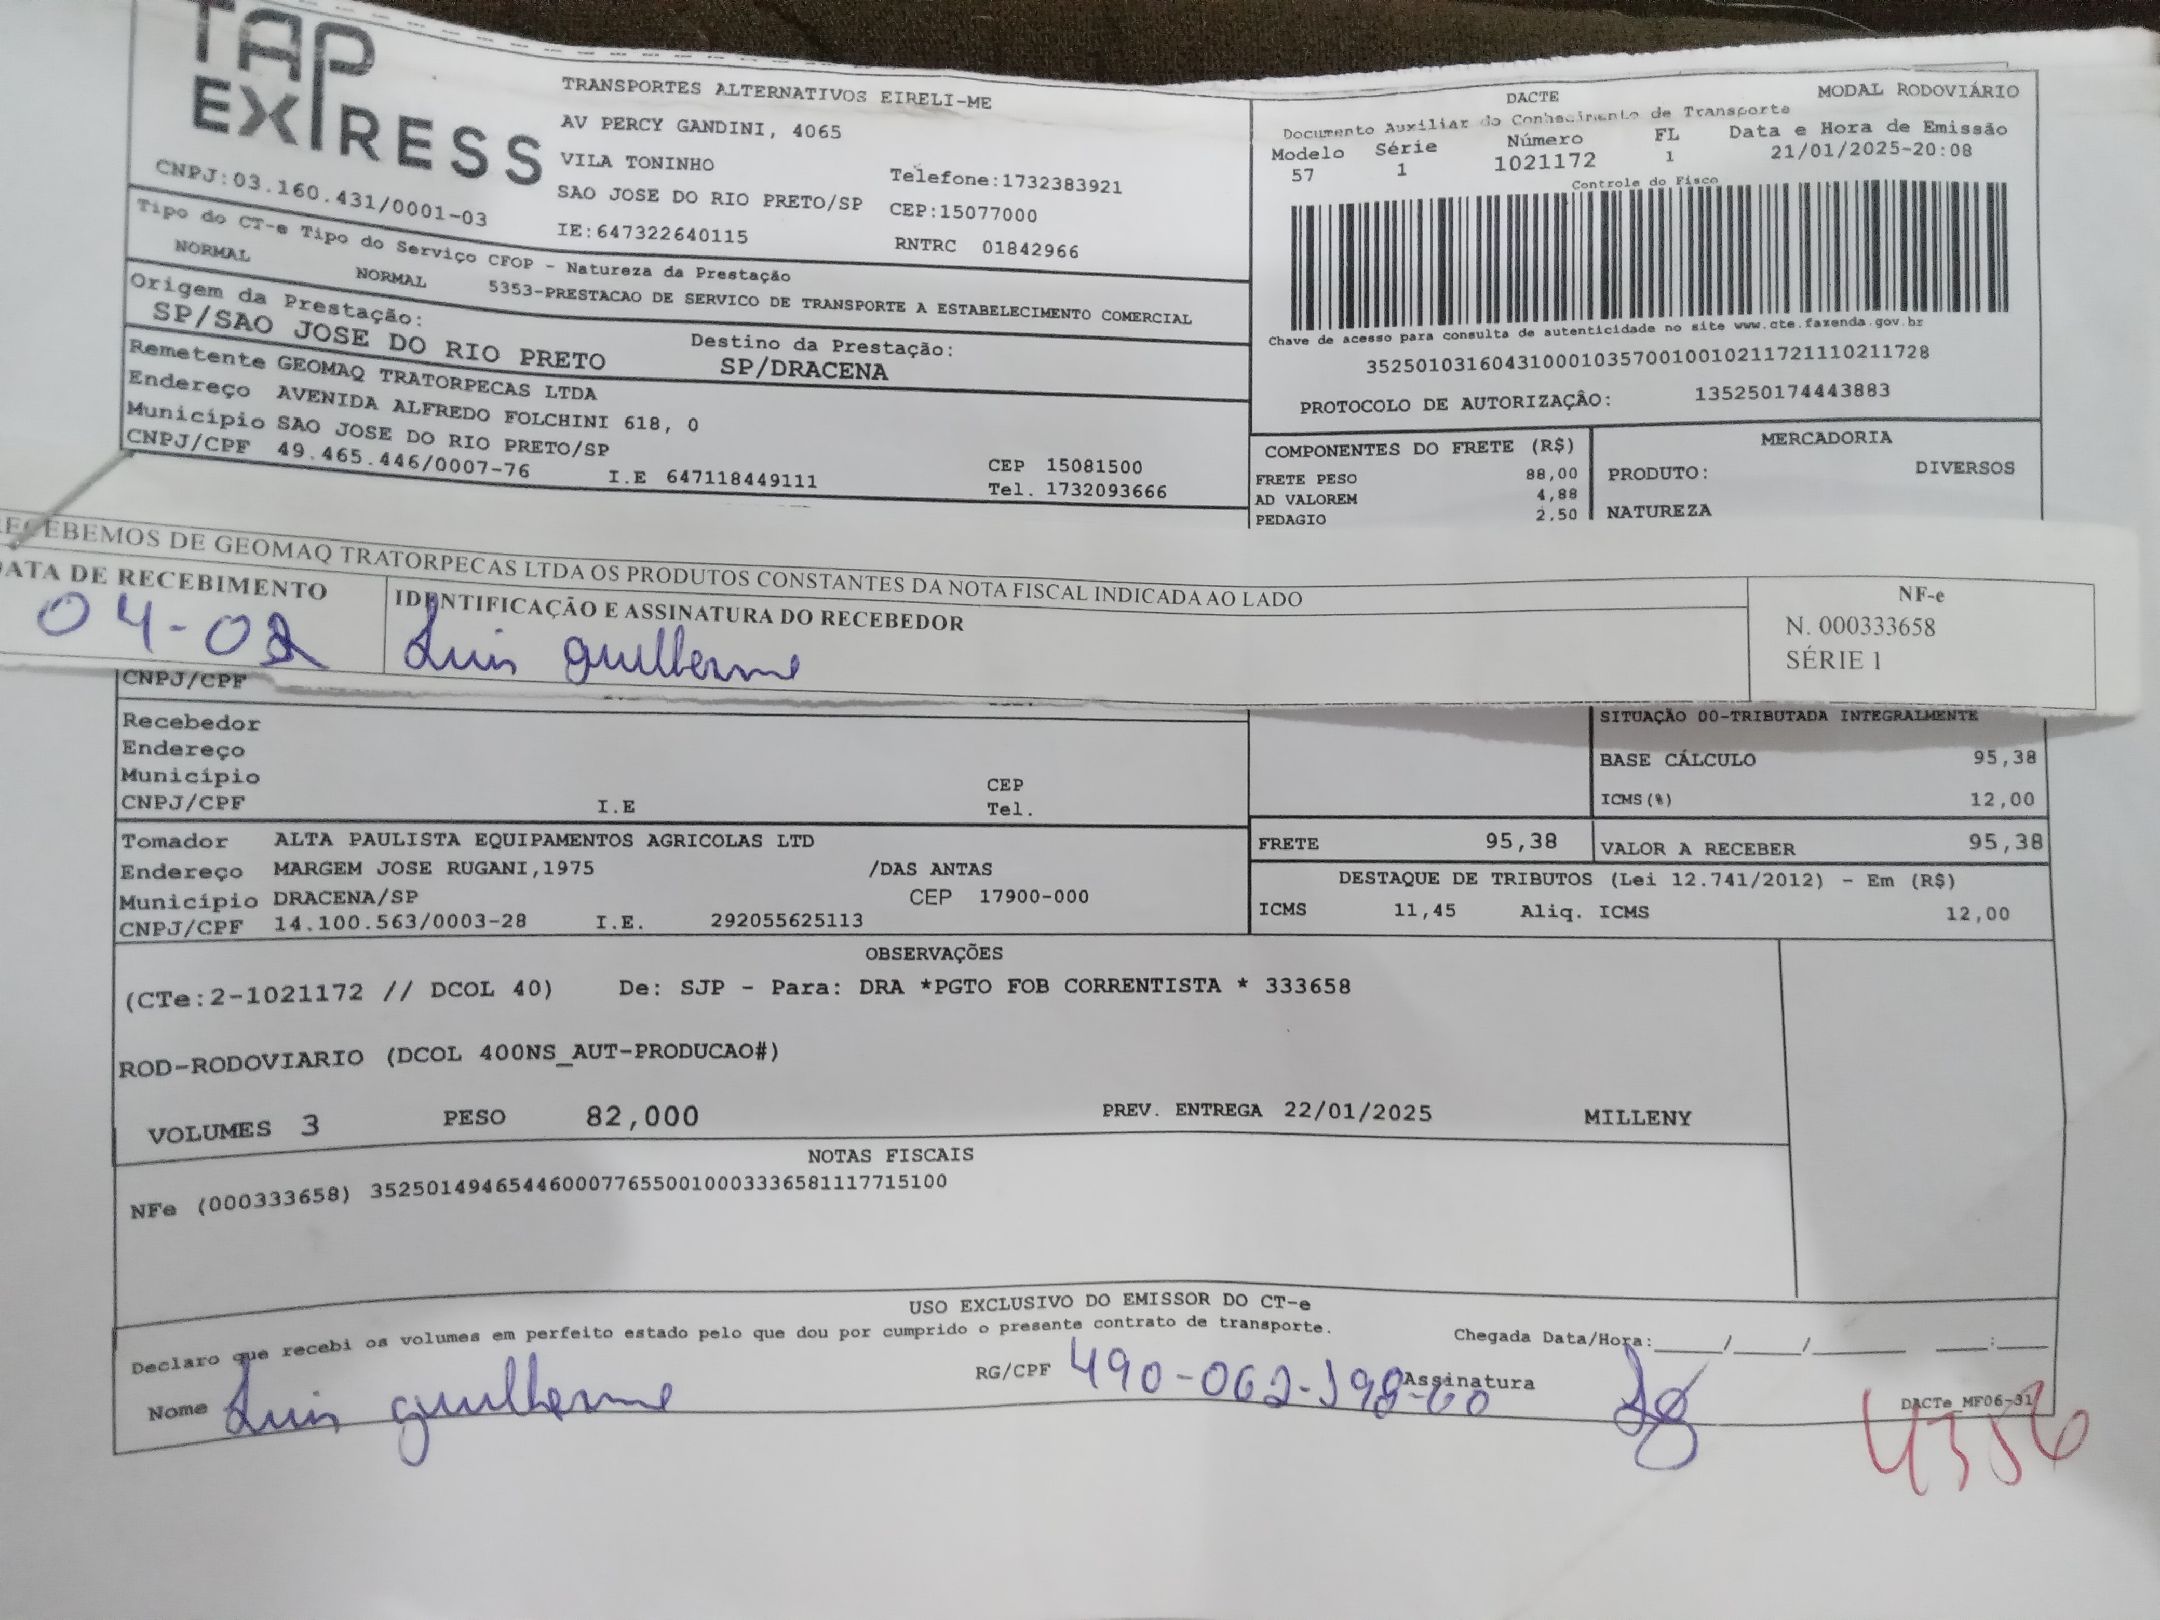 TAP
EXPRESS
CNPJ:03.160.431/0001-03
TRANSPORTES ALTERNATIVOS EIRELI-ME
AV PERCY GANDINI, 4065
VILA TONINHO
SAO JOSE DO RIO PRETO/SP
IE:647322640115
Telefone:1732383921
CEP:15077000
RNTRC 01842966
DACTE
MODAL RODOVIÁRIO
Documento Auxiliar do Conhecimento de Transporte
Modelo Série Número FL Data e Hora de Emissão
57 1 1021172 1 21/01/2025-20:08
Controle do Fisco
Chave de acesso para consulta de autenticidade no site www.cte.fazenda.gov.br
35250103160431000103570010010211721110211728
PROTOCOLO DE AUTORIZAÇÃO: 135250174443883
Tipo do CT-e Tipo do Serviço CFOP - Natureza da Prestação
NORMAL NORMAL 5353-PRESTACAO DE SERVICO DE TRANSPORTE A ESTABELECIMENTO COMERCIAL
Origem da Prestação: Destino da Prestação:
SP/SAO JOSE DO RIO PRETO SP/DRACENA
Remetente GEOMAQ TRATORPECAS LTDA
Endereço AVENIDA ALFREDO FOLCHINI 618, 0
Município SAO JOSE DO RIO PRETO/SP CEP 15081500
CNPJ/CPF 49.465.446/0007-76 I.E 647118449111 Tel. 1732093666
COMPONENTES DO FRETE (R$)
FRETE PESO 88,00
AD VALOREM 4,88
PEDAGIO 2,50
MERCADORIA
PRODUTO: DIVERSOS
NATUREZA
RECEBEMOS DE GEOMAQ TRATORPECAS LTDA OS PRODUTOS CONSTANTES DA NOTA FISCAL INDICADA AO LADO
DATA DE RECEBIMENTO
04-02
IDENTIFICAÇÃO E ASSINATURA DO RECEBEDOR
Luis guilherme
NF-e
N. 000333658
SÉRIE 1
CNPJ/CPF
Recebedor
Endereço
Município CEP
CNPJ/CPF I.E Tel.
SITUAÇÃO 00-TRIBUTADA INTEGRALMENTE
BASE CÁLCULO 95,38
ICMS(%) 12,00
Tomador ALTA PAULISTA EQUIPAMENTOS AGRICOLAS LTD
Endereço MARGEM JOSE RUGANI,1975 /DAS ANTAS
Município DRACENA/SP CEP 17900-000
CNPJ/CPF 14.100.563/0003-28 I.E. 292055625113
FRETE 95,38 VALOR A RECEBER 95,38
DESTAQUE DE TRIBUTOS (Lei 12.741/2012) - Em (R$)
ICMS 11,45 Aliq. ICMS 12,00
OBSERVAÇÕES
(CTe:2-1021172 // DCOL 40) De: SJP - Para: DRA *PGTO FOB CORRENTISTA * 333658
ROD-RODOVIARIO (DCOL 400NS_AUT-PRODUCAO#)
VOLUMES 3 PESO 82,000 PREV. ENTREGA 22/01/2025 MILLENY
NOTAS FISCAIS
NFe (000333658) 35250149465446000776550010003336581117715100
USO EXCLUSIVO DO EMISSOR DO CT-e
Declaro que recebi os volumes em perfeito estado pelo que dou por cumprido o presente contrato de transporte. Chegada Data/Hora:____/____/_____ ___:___
Nome Luis guilherme RG/CPF 490-062-198-60 Assinatura
DACTe_MF06-31